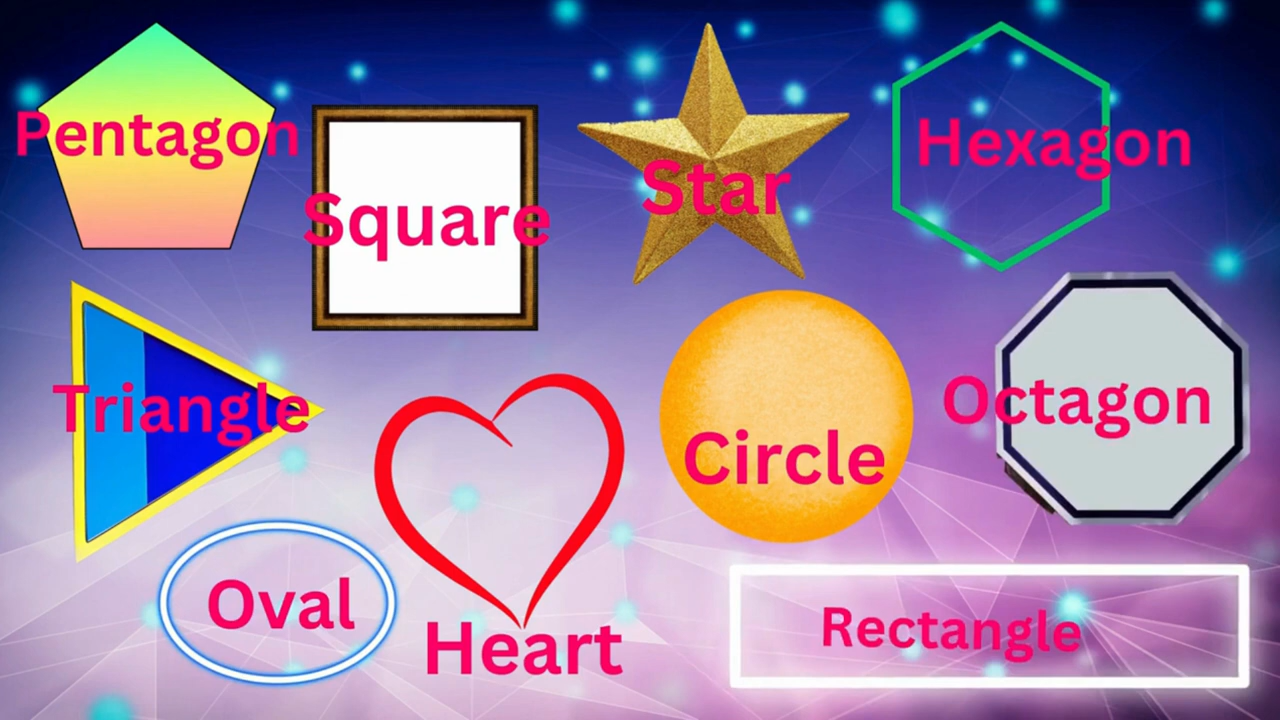 Pentagon
Square
Star
Hexagon
Triangle
Circle
Octagon
Oval
Heart
Rectangle